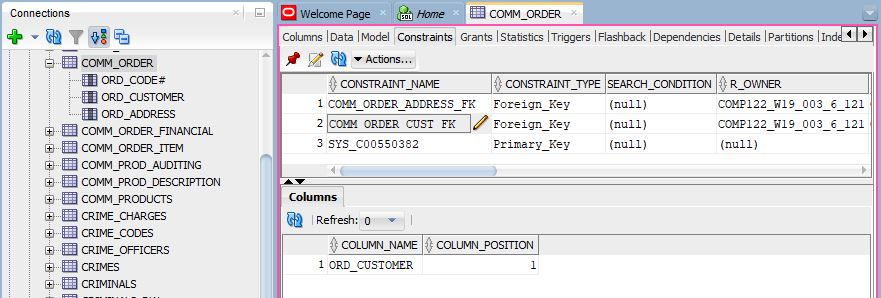 Connections
Welcome Page
Home
COMM_ORDER
Columns Data Model Constraints Grants Statistics Triggers Flashback Dependencies Details Partitions Inde
Actions...
CONSTRAINT_NAME CONSTRAINT_TYPE SEARCH_CONDITION R_OWNER
1 COMM_ORDER_ADDRESS_FK Foreign_Key (null) COMP122_W19_003_6_121
2 COMM_ORDER_CUST_FK Foreign_Key (null) COMP122_W19_003_6_121
3 SYS_C00550382 Primary_Key (null) (null)
Columns
Refresh: 0
COLUMN_NAME COLUMN_POSITION
1 ORD_CUSTOMER 1
COMM_ORDER
ORD_CODE#
ORD_CUSTOMER
ORD_ADDRESS
COMM_ORDER_FINANCIAL
COMM_ORDER_ITEM
COMM_PROD_AUDITING
COMM_PROD_DESCRIPTION
COMM_PRODUCTS
CRIME_CHARGES
CRIME_CODES
CRIME_OFFICERS
CRIMES
CRIMINALS